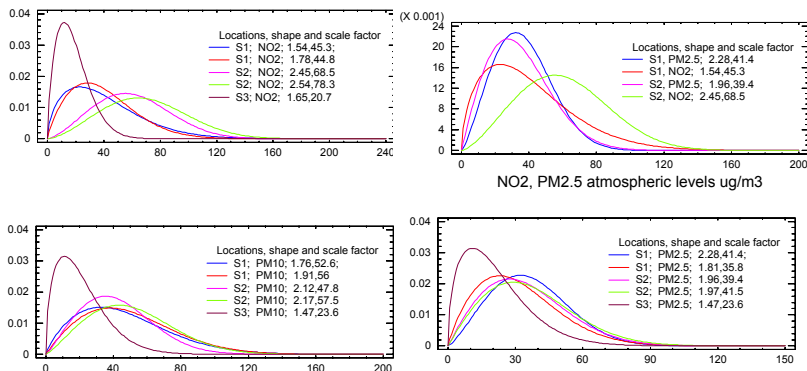 Locations, shape and scale factor
S1; NO2; 1.54,45.3;
S1; NO2; 1.78,44.8
S2; NO2; 2.45,68.5
S2; NO2; 2.54,78.3
S3; NO2; 1.65,20.7
0.04
0.03
0.02
0.01
0
0 40 80 120 160 200 240
(X 0.001)
Locations, shape and scale factor
S1, PM2.5; 2.28,41.4
S1, NO2; 1.54,45.3
S2, PM2.5; 1.96,39.4
S2, NO2; 2.45,68.5
24
20
16
12
8
4
0
0 40 80 120 160 200
NO2, PM2.5 atmospheric levels ug/m3
Locations, shape and scale factor
S1; PM10; 1.76,52.6;
S1; PM10; 1.91,56
S2; PM10; 2.12,47.8
S2; PM10; 2.17,57.5
S3; PM10; 1.47,23.6
0.04
0.03
0.02
0.01
0
0 40 80 120 160 200
Locations, shape and scale factor
S1; PM2.5; 2.28,41.4;
S1; PM2.5; 1.81,35.8
S2; PM2.5; 1.96,39.4
S2; PM2.5; 1.97,41.5
S3; PM2.5; 1.47,23.6
0.04
0.03
0.02
0.01
0
0 30 60 90 120 150